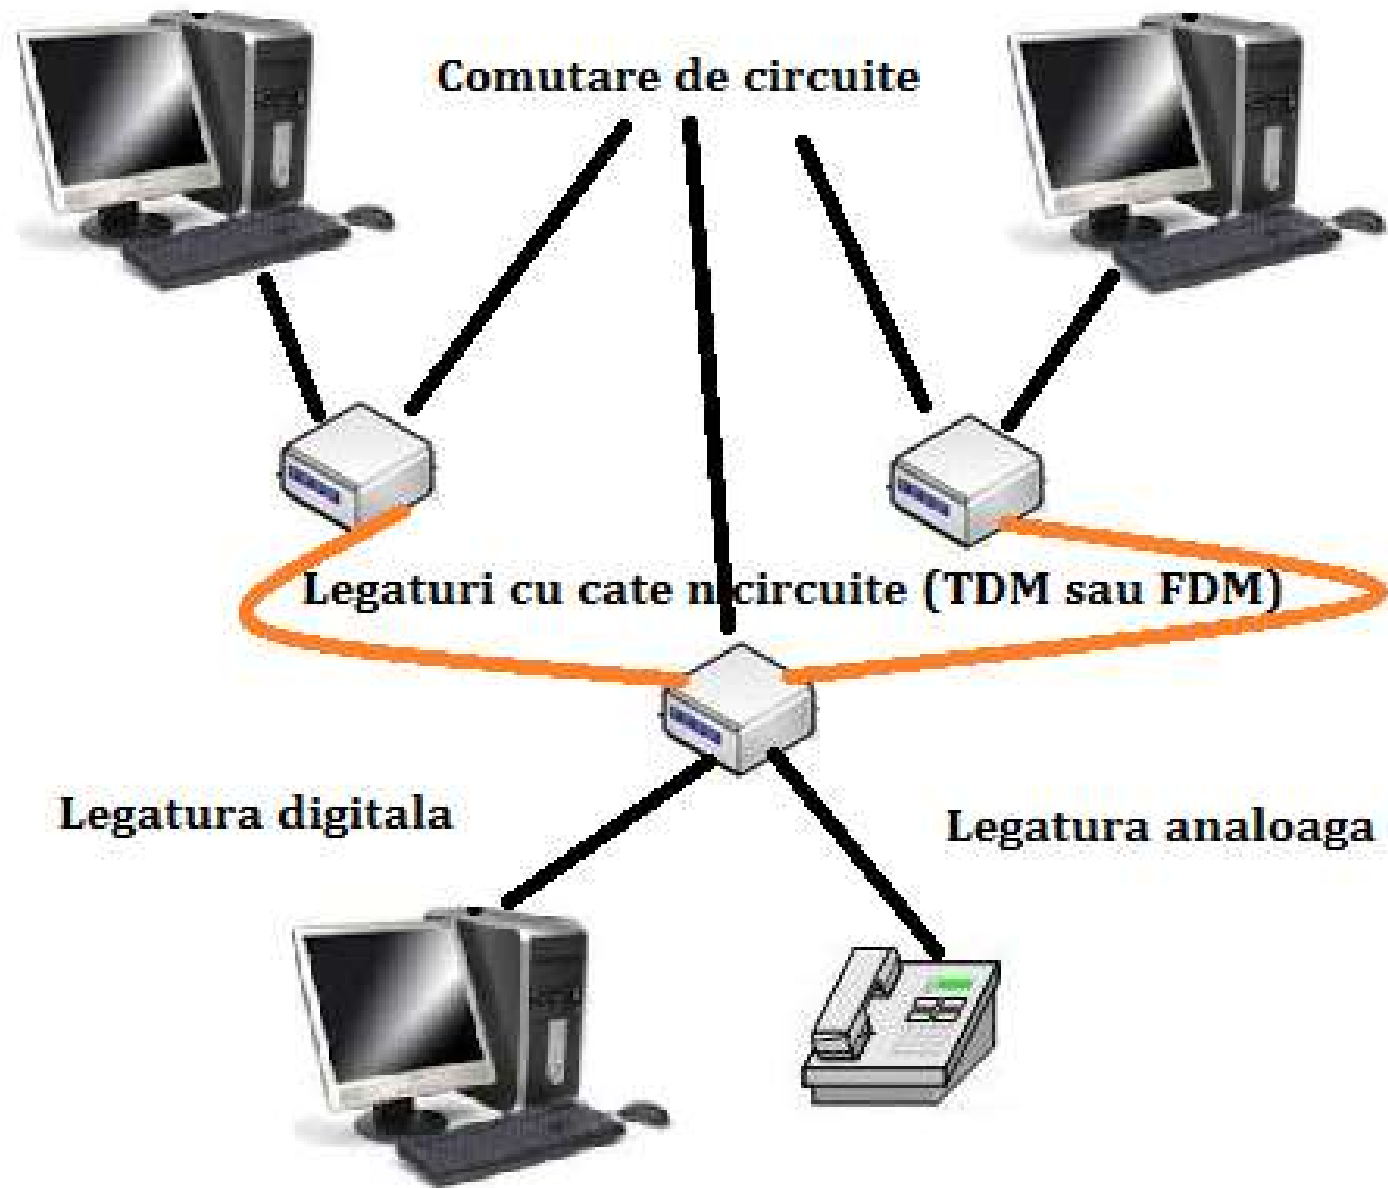 Comutare de circuite
Legaturi cu cate n circuite (TDM sau FDM)
Legatura digitala
Legatura analoaga